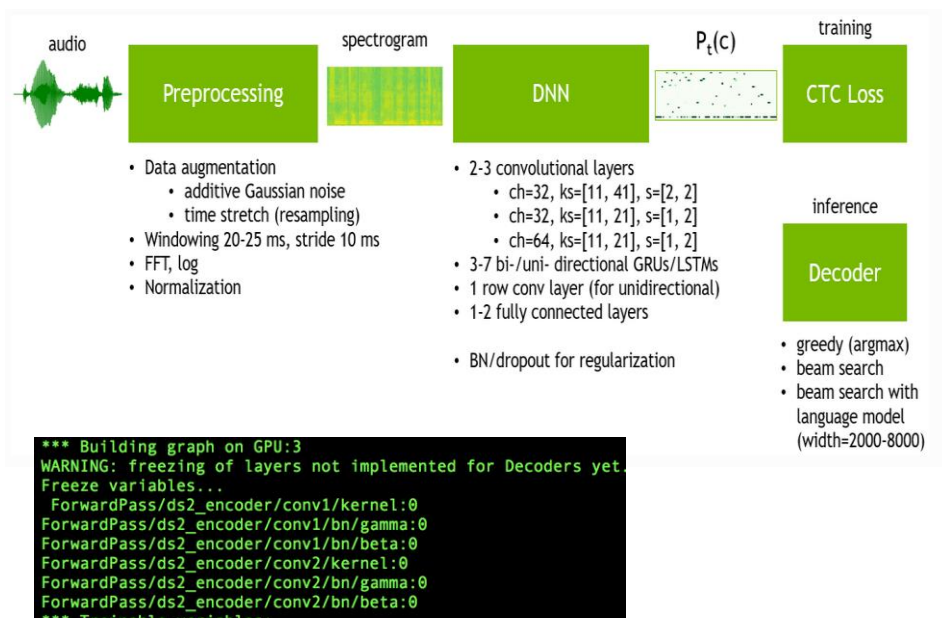 audio
Preprocessing
spectrogram
DNN
Pt(c)
training
CTC Loss
• Data augmentation
• additive Gaussian noise
• time stretch (resampling)
• Windowing 20-25 ms, stride 10 ms
• FFT, log
• Normalization
• 2-3 convolutional layers
• ch=32, ks=[11, 41], s=[2, 2]
• ch=32, ks=[11, 21], s=[1, 2]
• ch=64, ks=[11, 21], s=[1, 2]
• 3-7 bi-/uni- directional GRUs/LSTMs
• 1 row conv layer (for unidirectional)
• 1-2 fully connected layers
• BN/dropout for regularization
inference
Decoder
• greedy (argmax)
• beam search
• beam search with
language model
(width=2000-8000)
*** Building graph on GPU:3
WARNING: freezing of layers not implemented for Decoders yet.
Freeze variables...
ForwardPass/ds2_encoder/conv1/kernel:0
ForwardPass/ds2_encoder/conv1/bn/gamma:0
ForwardPass/ds2_encoder/conv1/bn/beta:0
ForwardPass/ds2_encoder/conv2/kernel:0
ForwardPass/ds2_encoder/conv2/bn/gamma:0
ForwardPass/ds2_encoder/conv2/bn/beta:0